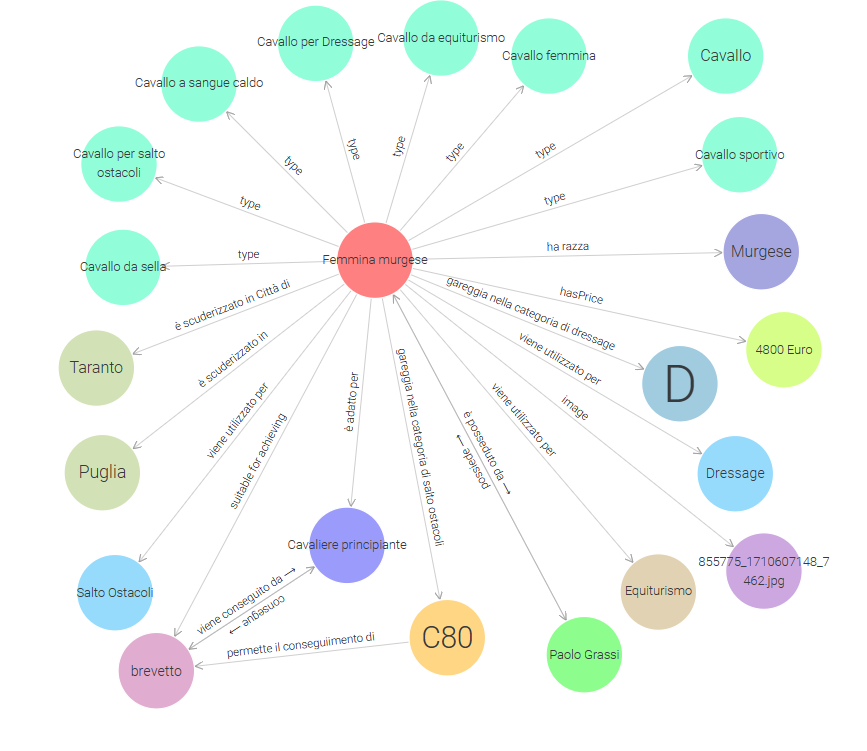 Cavallo per Dressage
Cavallo da equiturismo
Cavallo femmina
Cavallo
Cavallo a sangue caldo
Cavallo per salto
ostacoli
Cavallo sportivo
type
type
type
type
type
type
type
type
Cavallo da sella
Femmina murgese
ha razza
Murgese
è scuderizzato in Città di
hasPrice
4800 Euro
gareggia nella categoria di dressage
D
Taranto
è scuderizzato in
viene utilizzato per
image
Puglia
viene utilizzato per
suitable for achieving
è adatto per
gareggia nella categoria di salto ostacoli
è posseduto da →
possiede →
viene utilizzato per
Dressage
Cavaliere principiante
855775_1710607148_7
462.jpg
Salto Ostacoli
viene conseguito da →
consegue →
Equiturismo
brevetto
permette il conseguiimento di
C80
Paolo Grassi